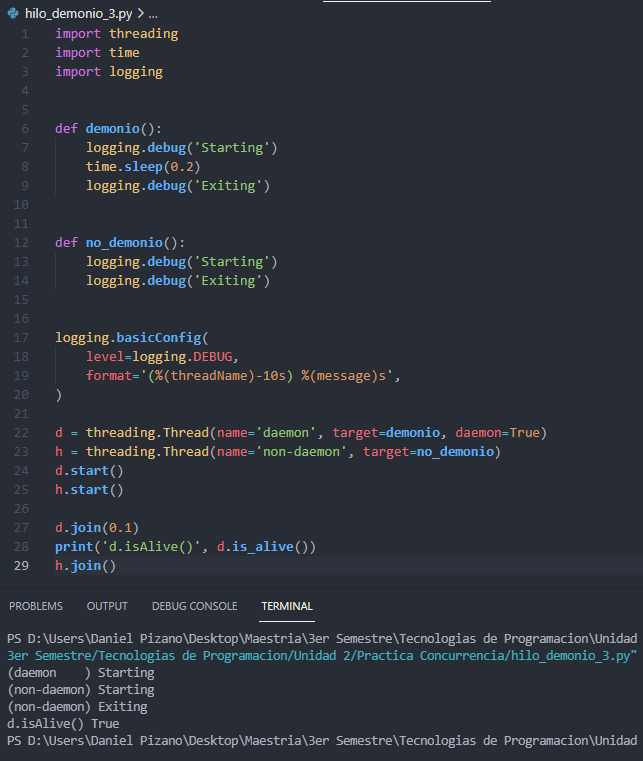 hilo_demonio_3.py > ...
1 import threading
2 import time
3 import logging
4
5
6 def demonio():
7     logging.debug('Starting')
8     time.sleep(0.2)
9     logging.debug('Exiting')
10
11
12 def no_demonio():
13     logging.debug('Starting')
14     logging.debug('Exiting')
15
16
17 logging.basicConfig(
18     level=logging.DEBUG,
19     format='(%(threadName)-10s) %(message)s',
20 )
21
22 d = threading.Thread(name='daemon', target=demonio, daemon=True)
23 h = threading.Thread(name='non-daemon', target=no_demonio)
24 d.start()
25 h.start()
26
27 d.join(0.1)
28 print('d.isAlive()', d.is_alive())
29 h.join()
PROBLEMS OUTPUT DEBUG CONSOLE TERMINAL
PS D:\Users\Daniel Pizano\Desktop\Maestria\3er Semestre\Tecnologias de Programacion\Unidad
3er Semestre/Tecnologias de Programacion/Unidad 2/Practica Concurrencia/hilo_demonio_3.py"
(daemon    ) Starting
(non-daemon) Starting
(non-daemon) Exiting
d.isAlive() True
PS D:\Users\Daniel Pizano\Desktop\Maestria\3er Semestre\Tecnologias de Programacion\Unidad